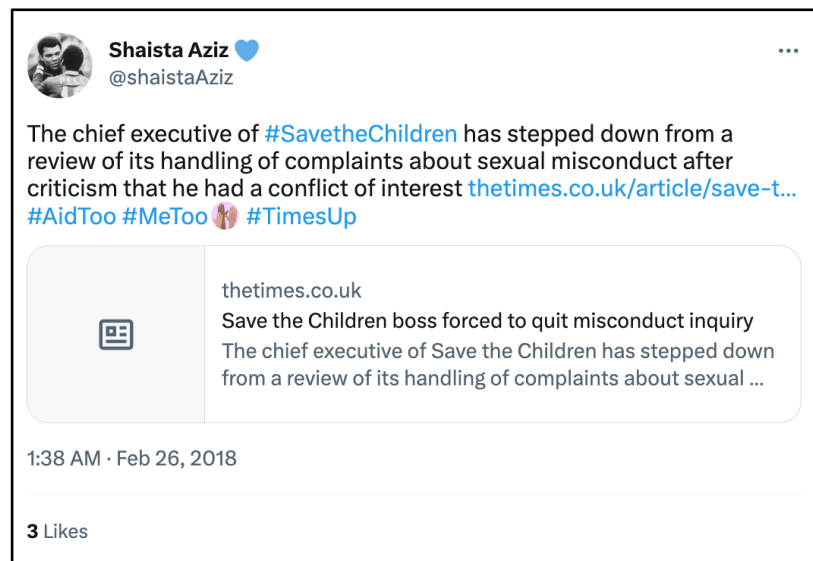 Shaista Aziz 💙
@shaistaAziz
The chief executive of #SavetheChildren has stepped down from a
review of its handling of complaints about sexual misconduct after
criticism that he had a conflict of interest thetimes.co.uk/article/save-t...
#AidToo #MeToo #TimesUp
thetimes.co.uk
Save the Children boss forced to quit misconduct inquiry
The chief executive of Save the Children has stepped down
from a review of its handling of complaints about sexual ...
1:38 AM · Feb 26, 2018
3 Likes